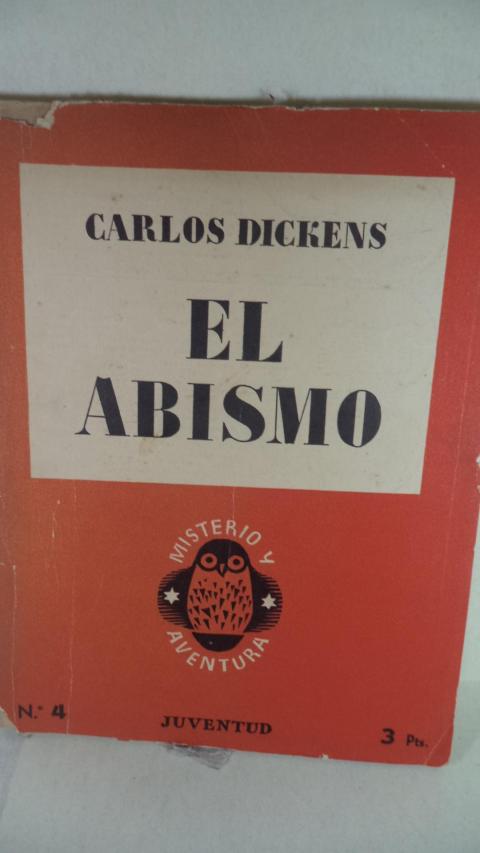 CARLOS DICKENS
EL
ABISMO
MISTERIO Y
AVENTURA
N.º 4
JUVENTUD
3 Pts.